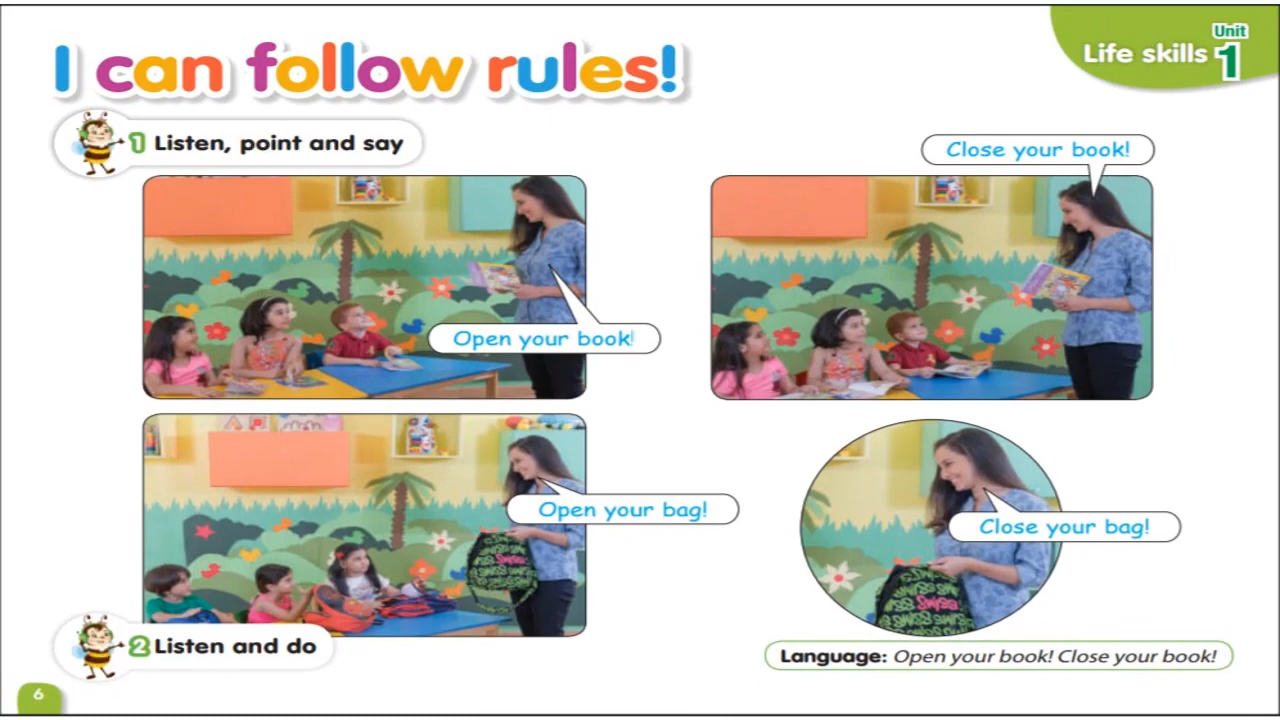 I can follow rules!
Life skills Unit 1
1 Listen, point and say
Open your book!
Close your book!
Open your bag!
Close your bag!
2 Listen and do
Language: Open your book! Close your book!
6